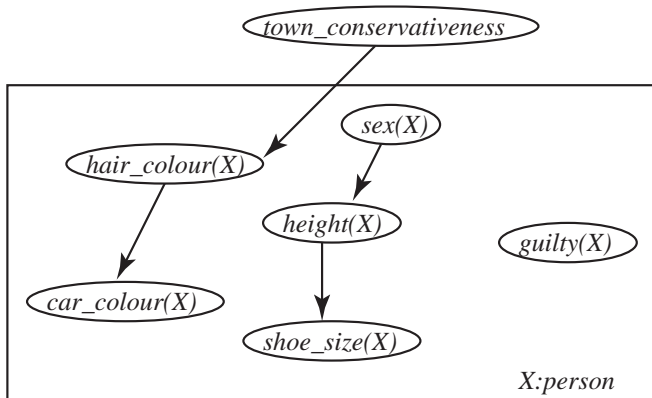 town_conservativeness
sex(X)
hair_colour(X)
height(X)
guilty(X)
car_colour(X)
shoe_size(X)
X:person